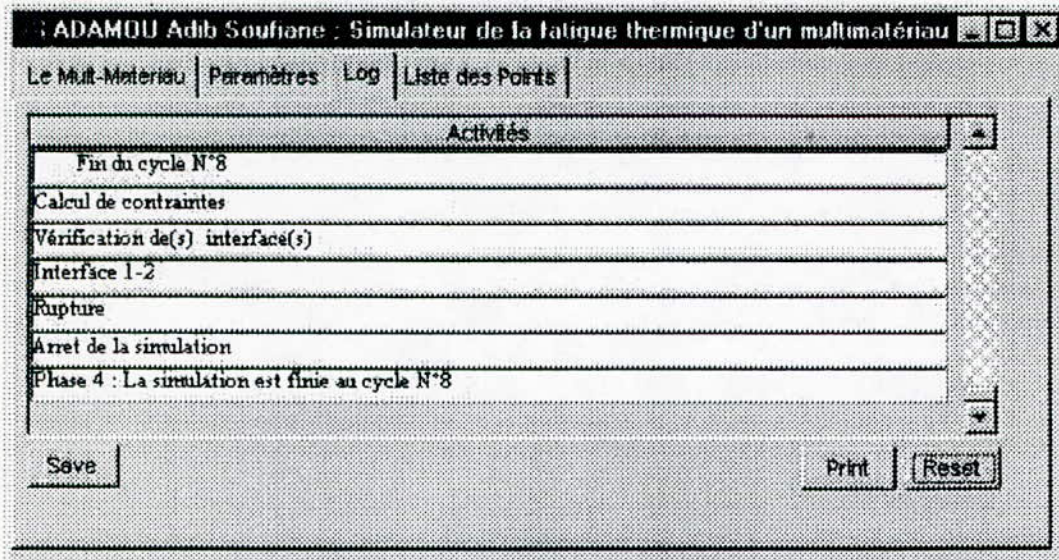 ADAMOU Adib Soufiane : Simulateur de la fatigue thermique d'un multimatériau
Le Mult-Materiau Paramètres Log Liste des Points
Activités
Fin du cycle N°8
Calcul de contraintes
Vérification de(s) interface(s)
Interface 1-2
Rupture
Arret de la simulation
Phase 4 : La simulation est finie au cycle N°8
Save Print Reset